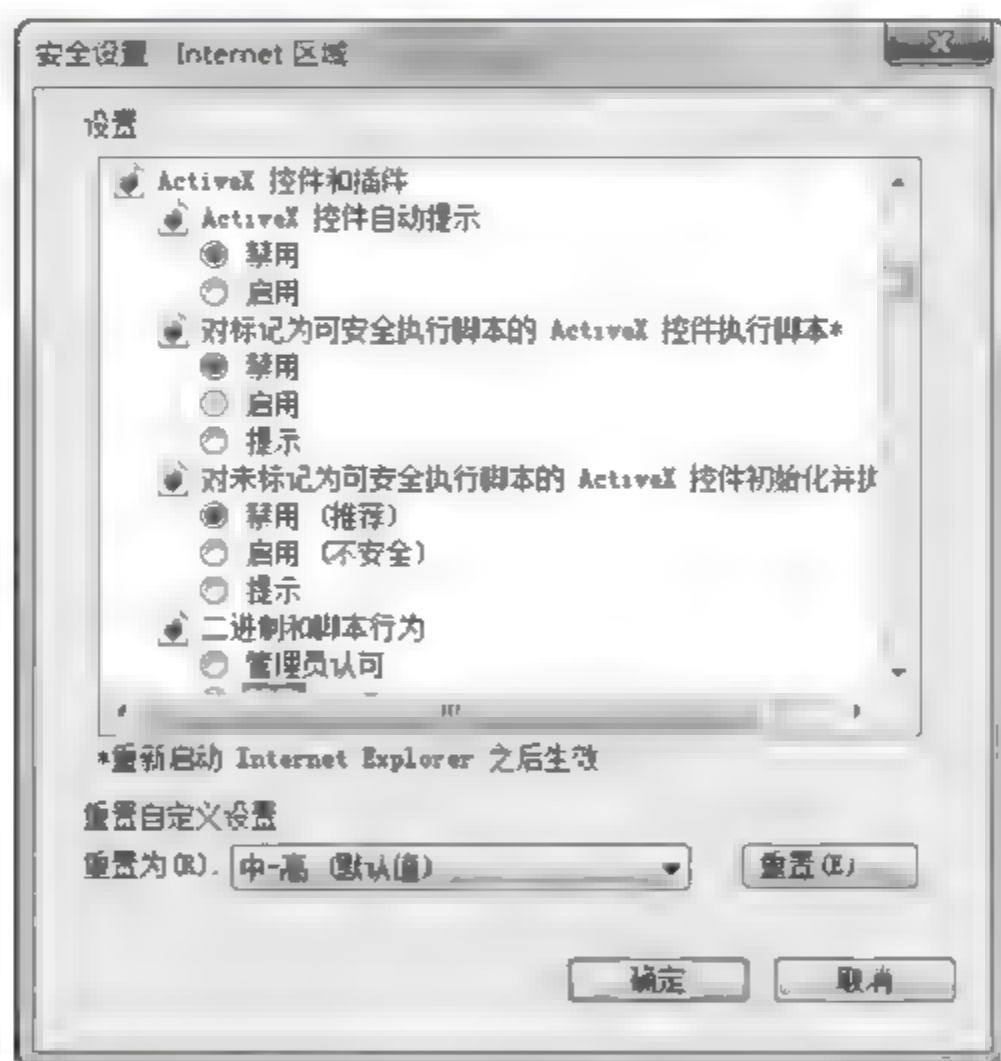 安全设置 Internet 区域
设置
ActiveX 控件和插件
ActiveX 控件自动提示
禁用
启用
对标记为可安全执行脚本的 ActiveX 控件执行脚本*
禁用
启用
提示
对未标记为可安全执行脚本的 ActiveX 控件初始化并执
禁用（推荐）
启用（不安全）
提示
二进制和脚本行为
管理员认可
*重新启动 Internet Explorer 之后生效
重置自定义设置
重置为(R). 中-高（默认值） 重置(E)
确定 取消